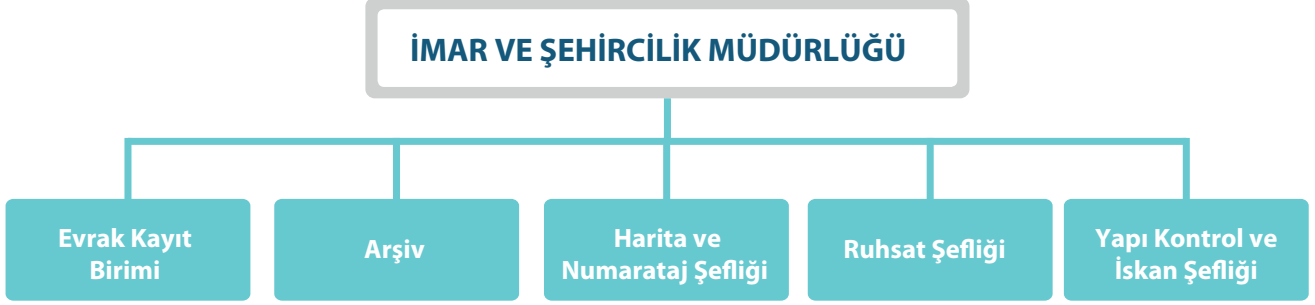 İMAR VE ŞEHİRCİLİK MÜDÜRLÜĞÜ
Evrak Kayıt
Birimi
Arşiv
Harita ve
Numarataj Şefliği
Ruhsat Şefliği
Yapı Kontrol ve
İskan Şefliği